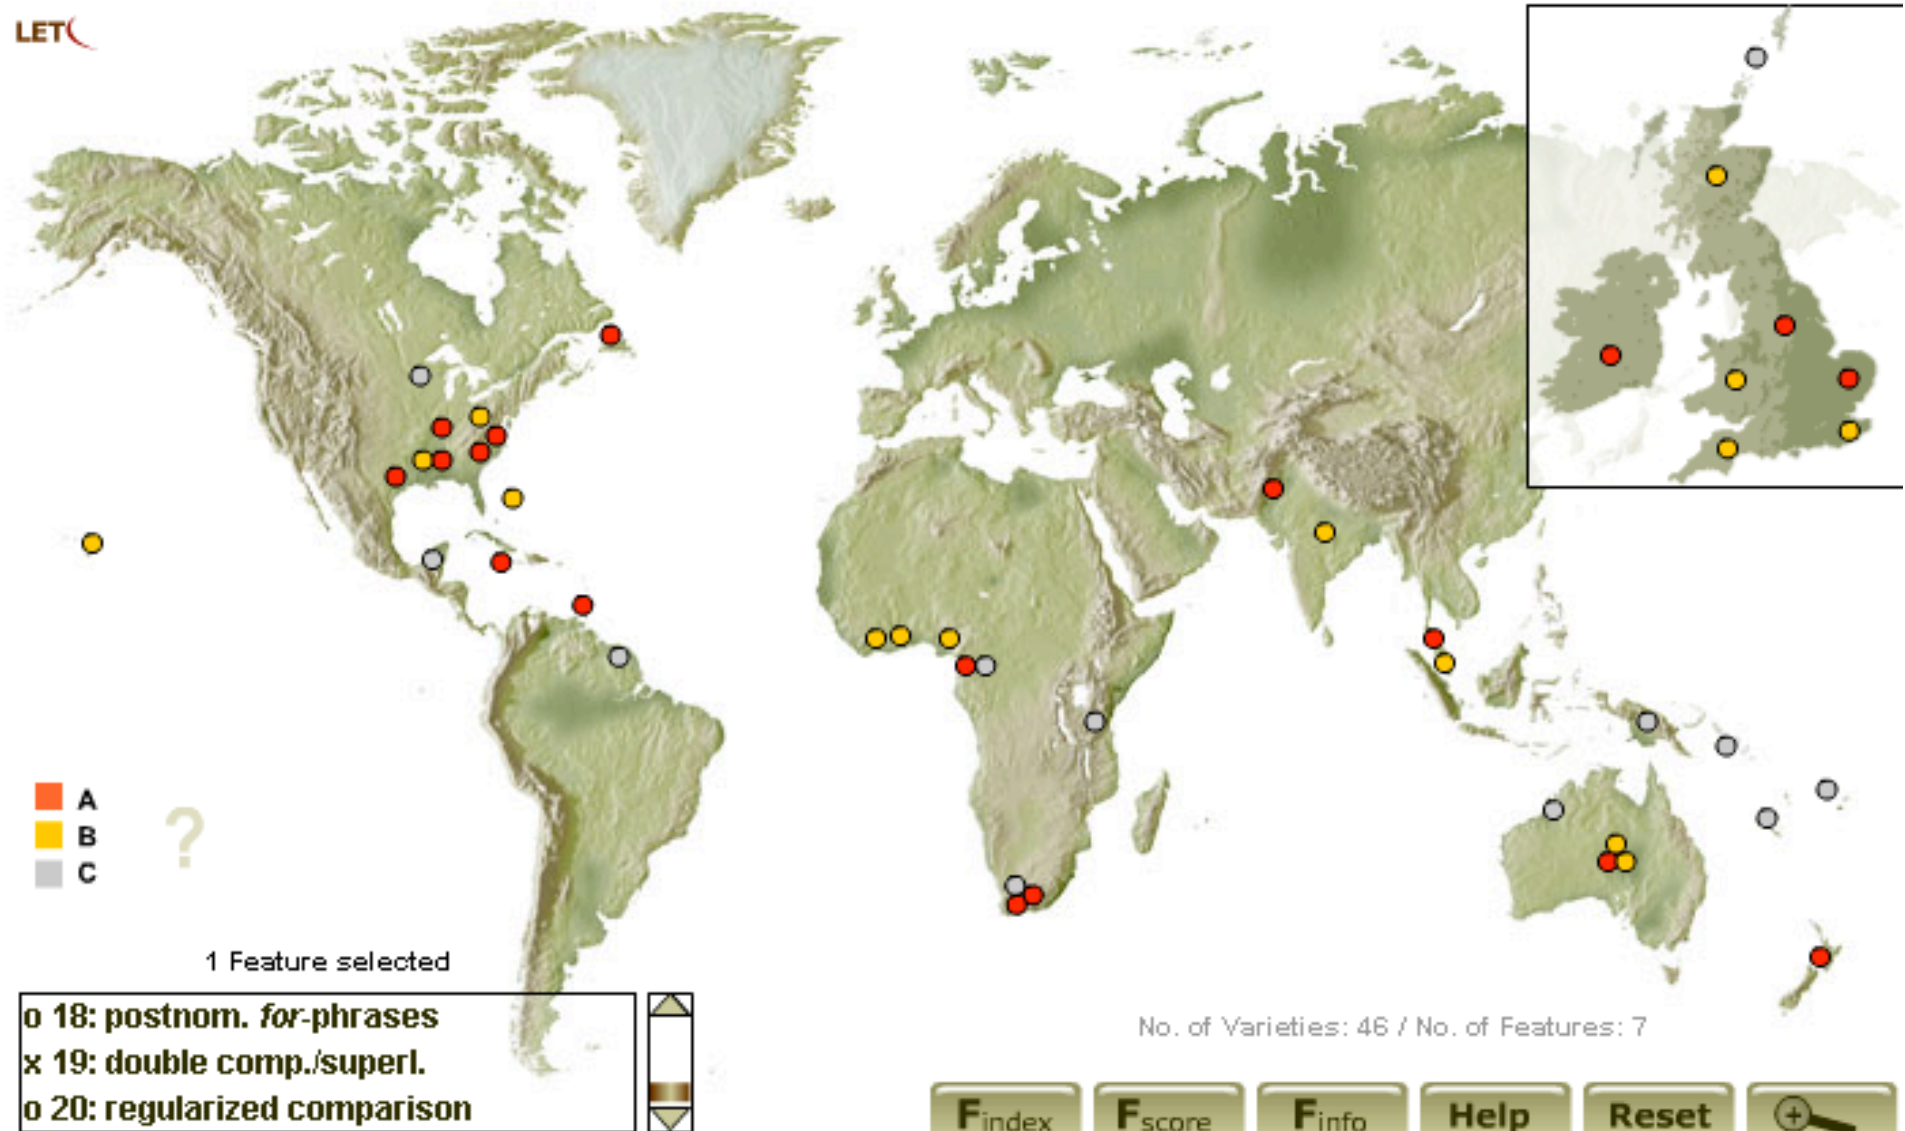 LET
A
B
?
C
1 Feature selected
o 18: postnom. for-phrases
x 19: double comp./superl.
o 20: regularized comparison
No. of Varieties: 46 / No. of Features: 7
Findex
Fscore
Finfo
Help
Reset